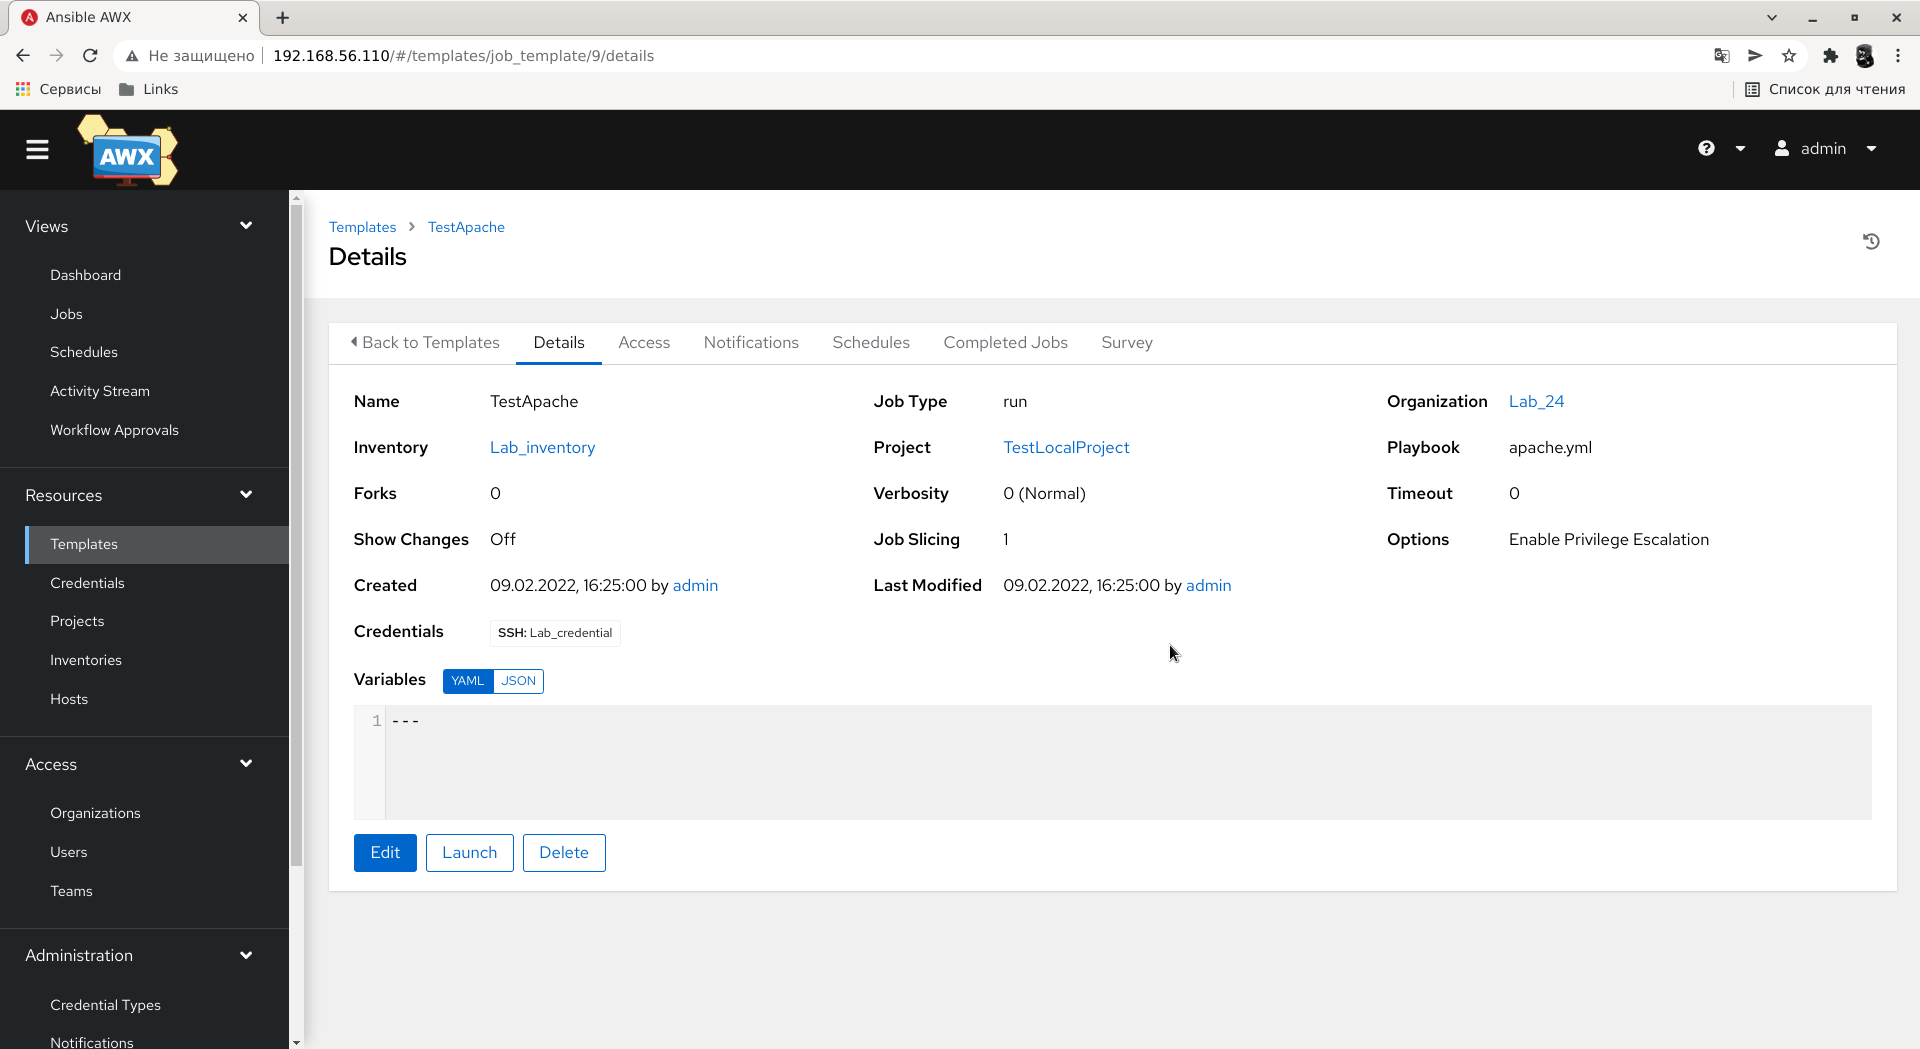 Ansible AWX
Не защищено 192.168.56.110/#/templates/job_template/9/details
Сервисы Links Список для чтения
AWX admin
Views
Dashboard
Jobs
Schedules
Activity Stream
Workflow Approvals
Resources
Templates
Credentials
Projects
Inventories
Hosts
Access
Organizations
Users
Teams
Administration
Credential Types
Notifications
Templates TestApache
Details
Back to Templates Details Access Notifications Schedules Completed Jobs Survey
Name TestApache Job Type run Organization Lab_24
Inventory Lab_inventory Project TestLocalProject Playbook apache.yml
Forks 0 Verbosity 0 (Normal) Timeout 0
Show Changes Off Job Slicing 1 Options Enable Privilege Escalation
Created 09.02.2022, 16:25:00 by admin Last Modified 09.02.2022, 16:25:00 by admin
Credentials SSH: Lab_credential
Variables YAML JSON
1 ---
Edit Launch Delete